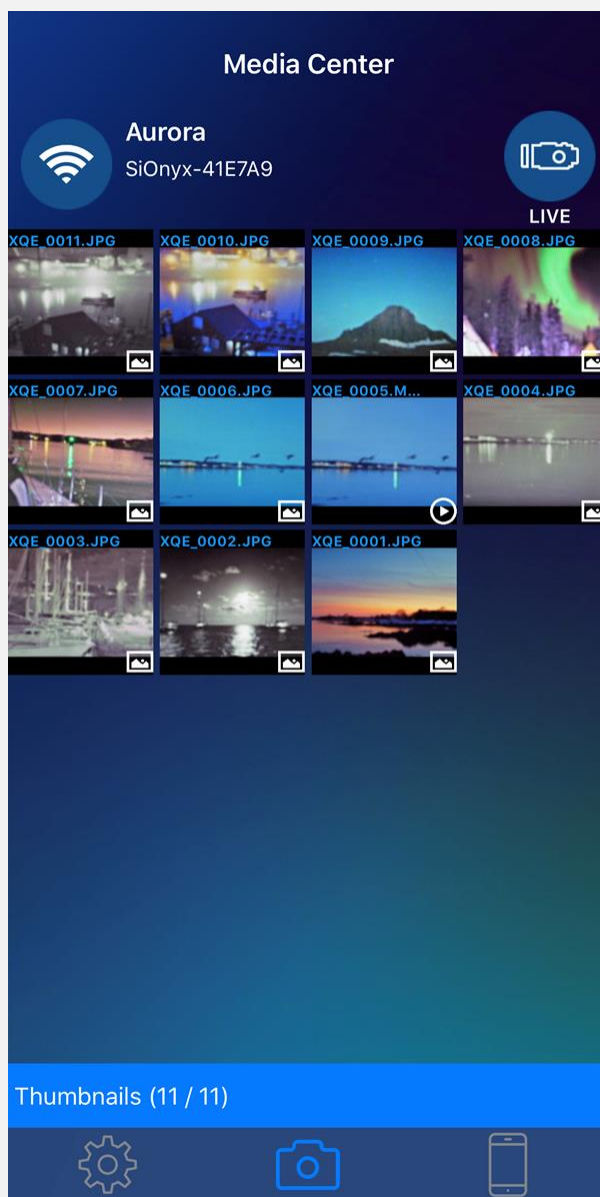 Media Center
Aurora
SiOnyx-41E7A9
LIVE
XQE_0011.JPG XQE_0010.JPG XQE_0009.JPG XQE_0008.JPG
XQE_0007.JPG XQE_0006.JPG XQE_0005.M... XQE_0004.JPG
XQE_0003.JPG XQE_0002.JPG XQE_0001.JPG
Thumbnails (11 / 11)